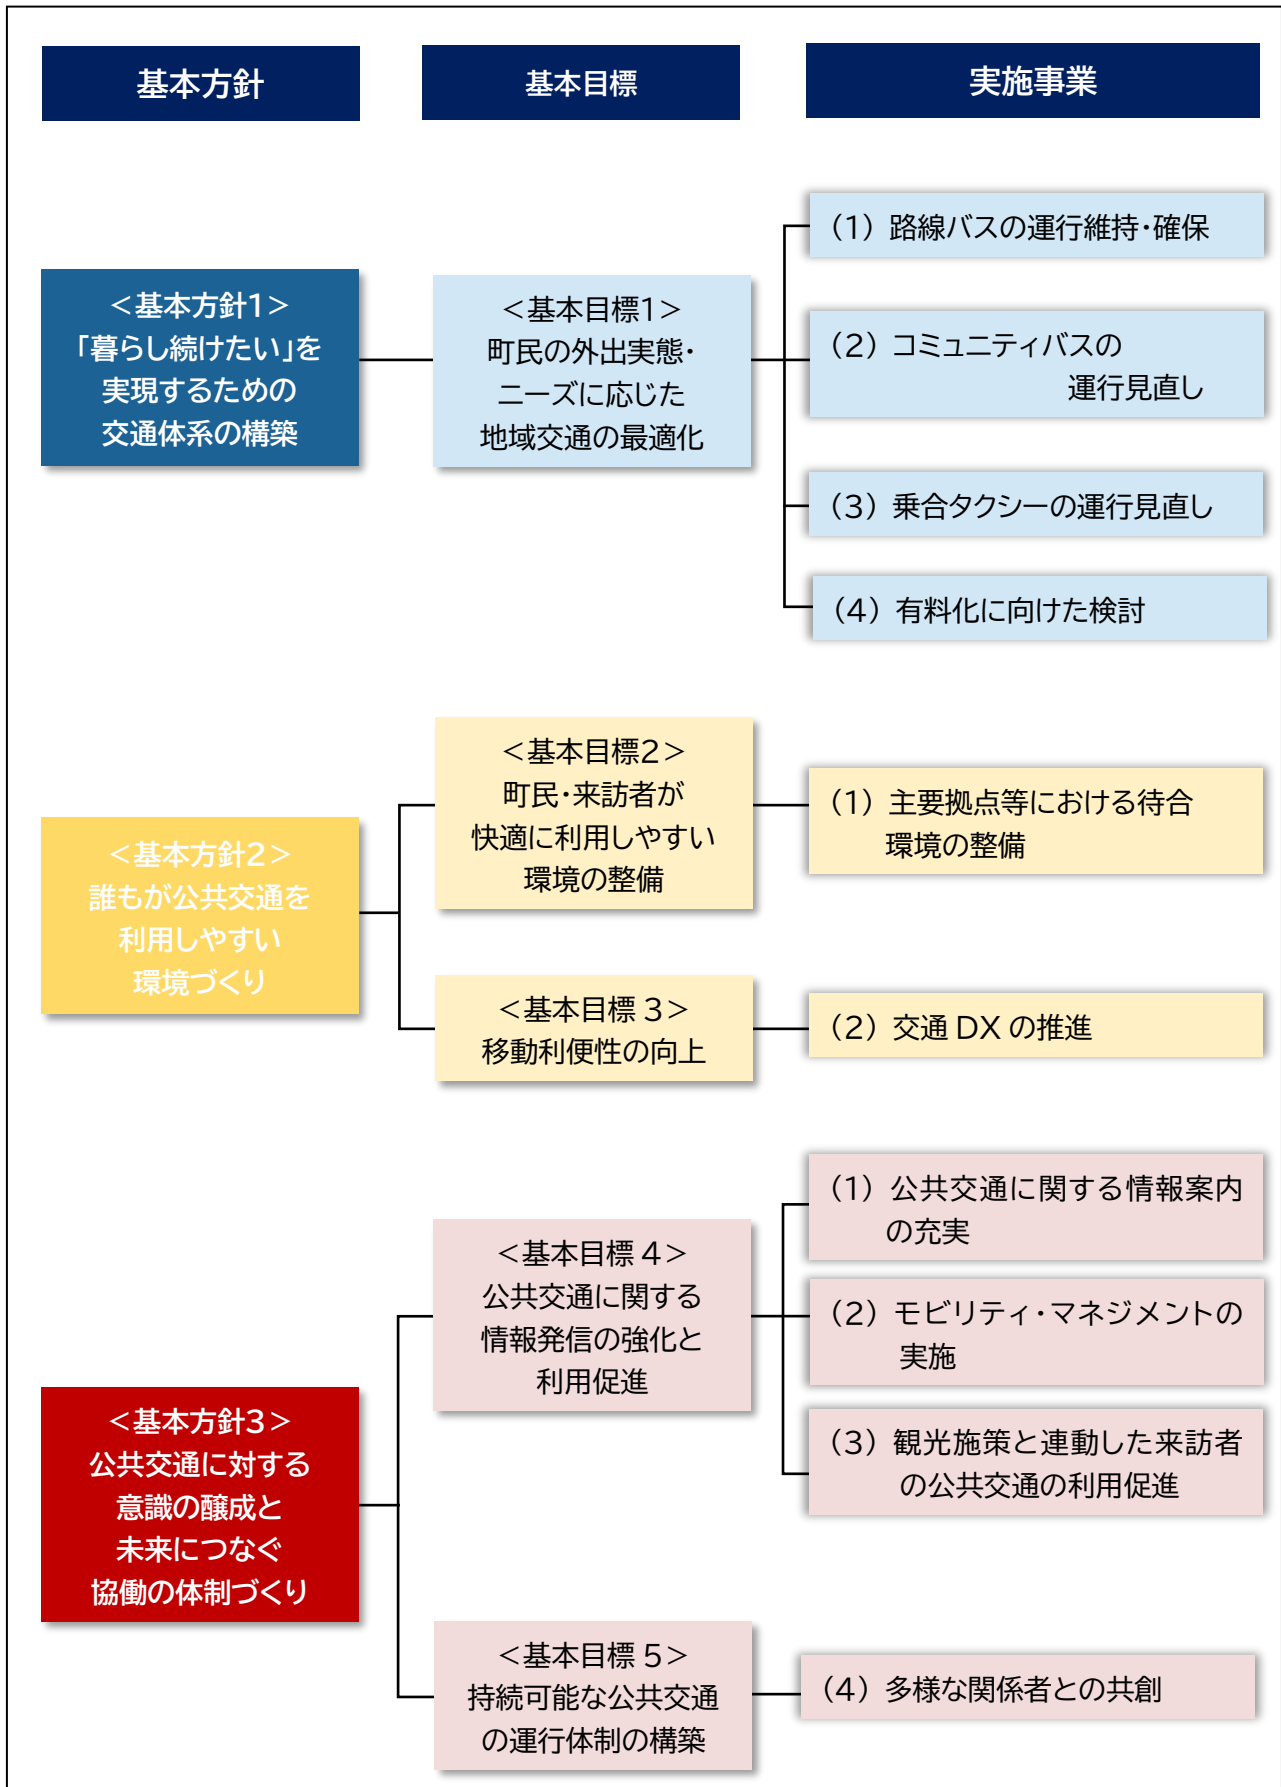 基本方針
基本目標
実施事業
<基本方針1>
「暮らし続けたい」を
実現するための
交通体系の構築
<基本目標1>
町民の外出実態・
ニーズに応じた
地域交通の最適化
(1) 路線バスの運行維持・確保
(2) コミュニティバスの
運行見直し
(3) 乗合タクシーの運行見直し
(4) 有料化に向けた検討
<基本方針2>
誰もが公共交通を
利用しやすい
環境づくり
<基本目標2>
町民・来訪者が
快適に利用しやすい
環境の整備
(1) 主要拠点等における待合
環境の整備
<基本目標 3>
移動利便性の向上
(2) 交通 DX の推進
<基本方針3>
公共交通に対する
意識の醸成と
未来につなぐ
協働の体制づくり
<基本目標 4>
公共交通に関する
情報発信の強化と
利用促進
(1) 公共交通に関する情報案内
の充実
(2) モビリティ・マネジメントの
実施
(3) 観光施策と連動した来訪者
の公共交通の利用促進
<基本目標 5>
持続可能な公共交通
の運行体制の構築
(4) 多様な関係者との共創